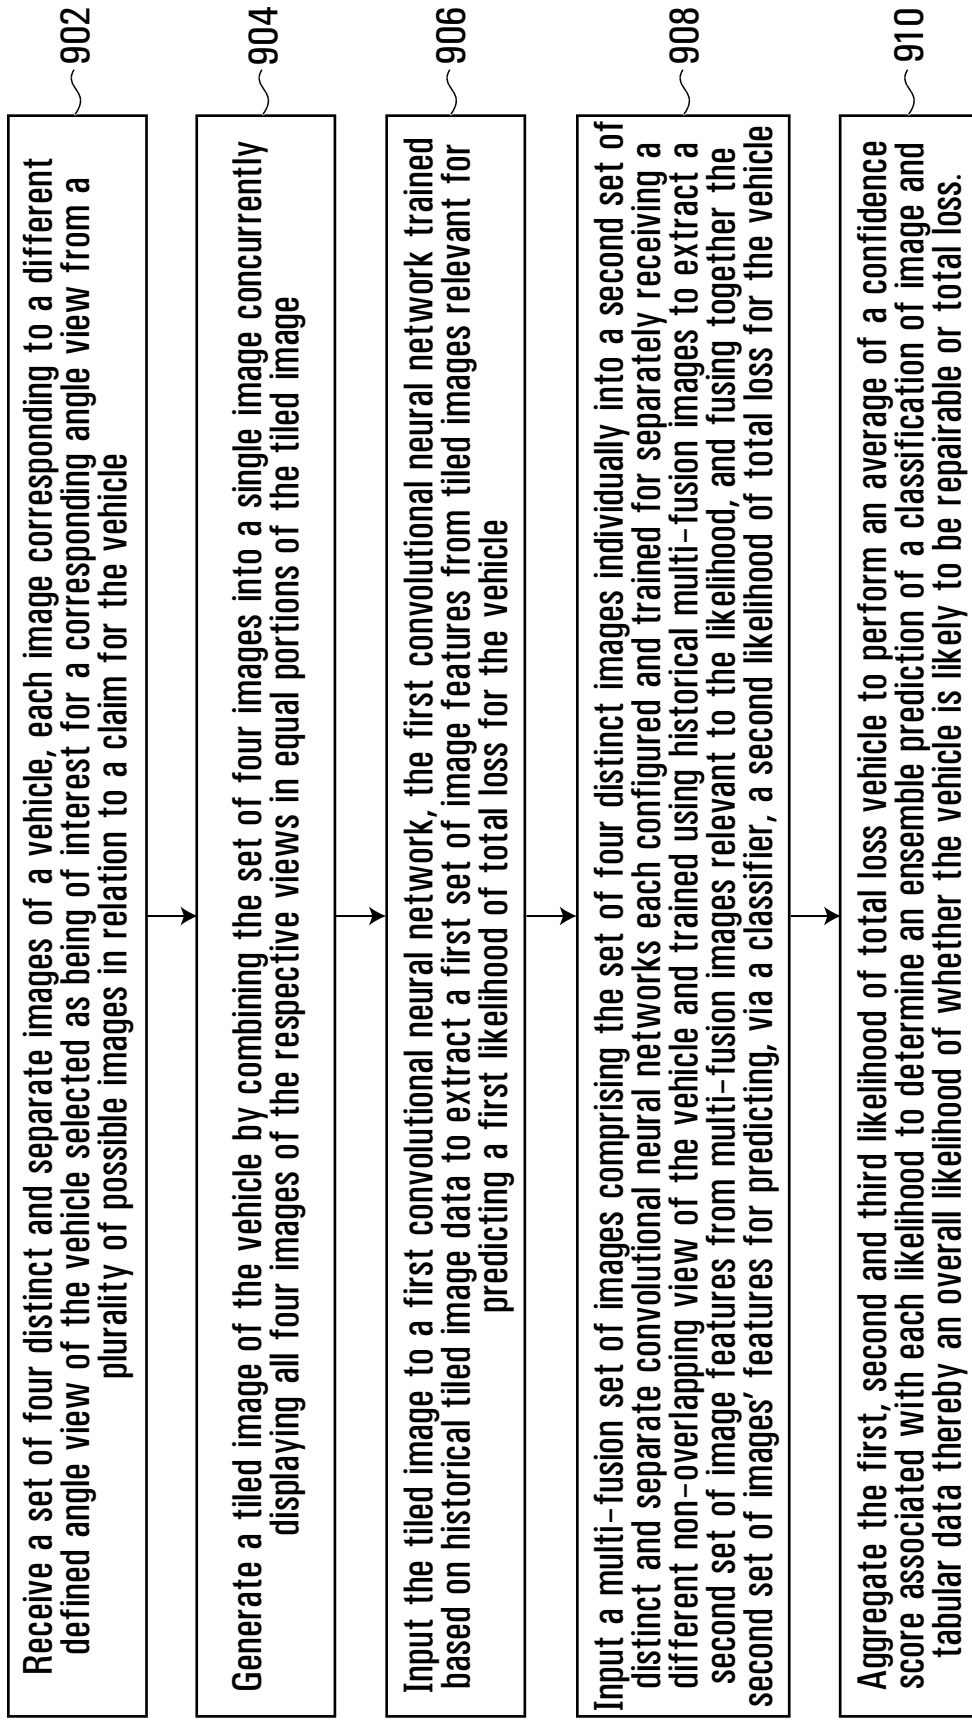 Receive a set of four distinct and separate images of a vehicle, each image corresponding to a different
defined angle view of the vehicle selected as being of interest for a corresponding angle view from a
plurality of possible images in relation to a claim for the vehicle
902
Generate a tiled image of the vehicle by combining the set of four images into a single image concurrently
displaying all four images of the respective views in equal portions of the tiled image
904
Input the tiled image to a first convolutional neural network, the first convolutional neural network trained
based on historical tiled image data to extract a first set of image features from tiled images relevant for
predicting a first likelihood of total loss for the vehicle
906
Input a multi-fusion set of images comprising the set of four distinct images individually into a second set of
distinct and separate convolutional neural networks each configured and trained for separately receiving a
different non-overlapping view of the vehicle and trained using historical multi-fusion images to extract a
second set of image features from multi-fusion images relevant to the likelihood, and fusing together the
second set of images' features for predicting, via a classifier, a second likelihood of total loss for the vehicle
908
Aggregate the first, second and third likelihood of total loss vehicle to perform an average of a confidence
score associated with each likelihood to determine an ensemble prediction of a classification of image and
tabular data thereby an overall likelihood of whether the vehicle is likely to be repairable or total loss.
910